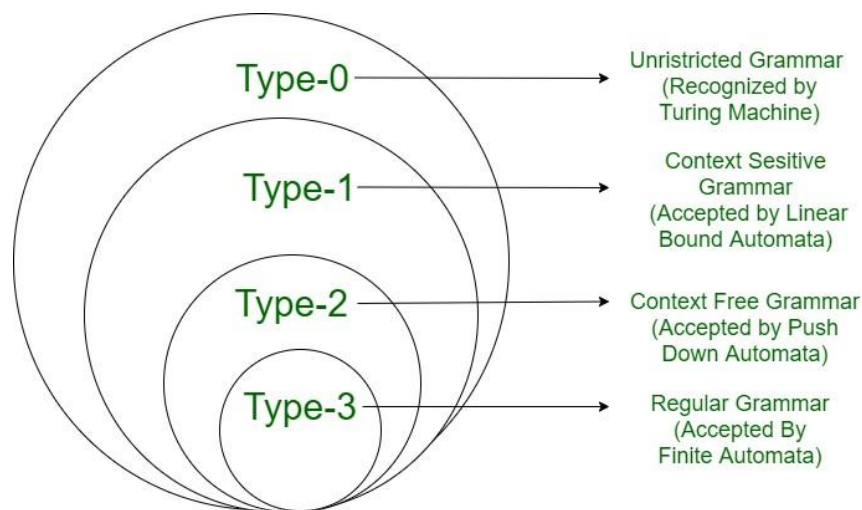 Type-0
Unristricted Grammar
(Recognized by
Turing Machine)
Type-1
Context Sesitive
Grammar
(Accepted by Linear
Bound Automata)
Type-2
Context Free Grammar
(Accepted by Push
Down Automata)
Type-3
Regular Grammar
(Accepted By
Finite Automata)